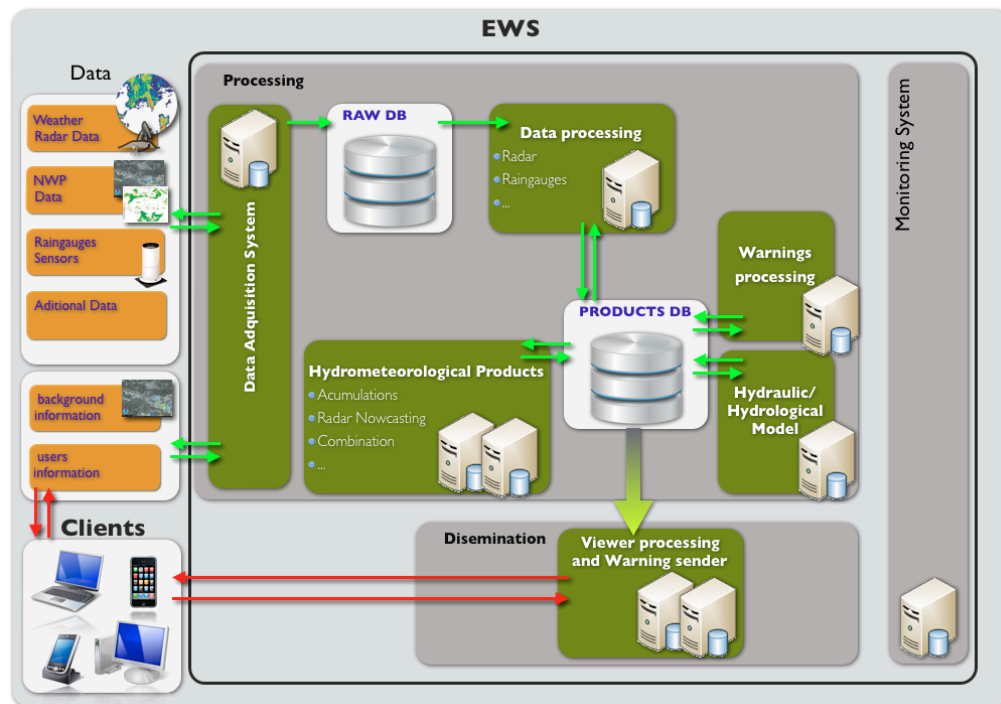 EWS
Data
Weather
Radar Data
NWP
Data
Raingauges
Sensors
Aditional Data
background
information
users
information
Clients
Processing
Data Adquisition System
RAW DB
Data processing
Radar
Raingauges
...
PRODUCTS DB
Warnings
processing
Hydrometeorological Products
Acumulations
Radar Nowcasting
Combination
...
Hydraulic/
Hydrological
Model
Disemination
Viewer processing
and Warning sender
Monitoring System